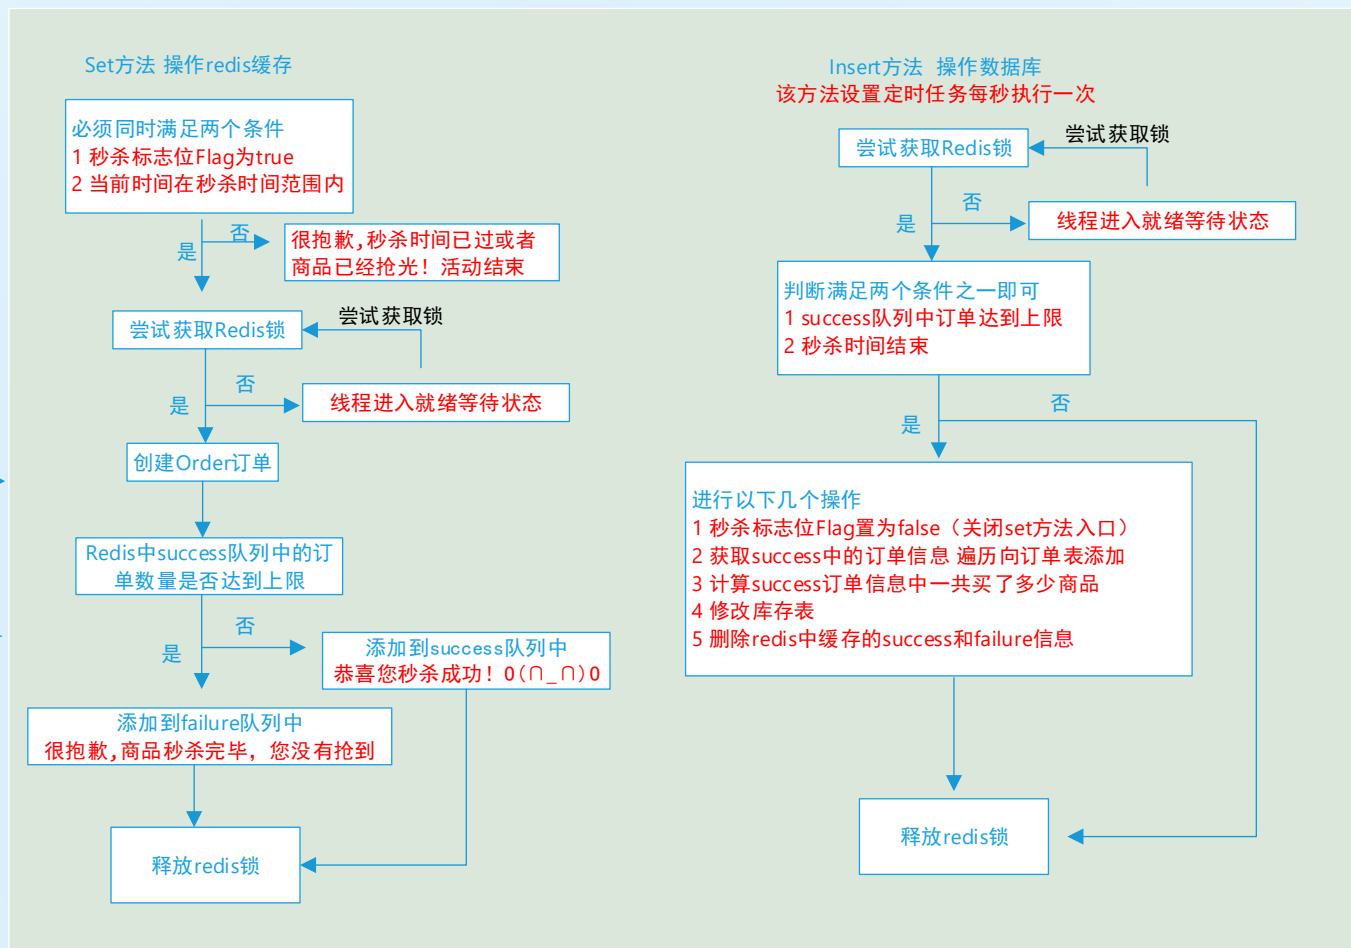 Set方法 操作redis缓存
必须同时满足两个条件
1 秒杀标志位Flag为true
2 当前时间在秒杀时间范围内
否
是
很抱歉,秒杀时间已过或者
商品已经抢光！活动结束
尝试获取Redis锁
尝试获取锁
否
是
线程进入就绪等待状态
创建Order订单
Redis中success队列中的订
单数量是否达到上限
否
是
添加到success队列中
恭喜您秒杀成功！0(∩_∩)0
添加到failure队列中
很抱歉,商品秒杀完毕，您没有抢到
释放redis锁
Insert方法 操作数据库
该方法设置定时任务每秒执行一次
尝试获取Redis锁
尝试获取锁
否
是
线程进入就绪等待状态
判断满足两个条件之一即可
1 success队列中订单达到上限
2 秒杀时间结束
否
是
进行以下几个操作
1 秒杀标志位Flag置为false（关闭set方法入口）
2 获取success中的订单信息 遍历向订单表添加
3 计算success订单信息中一共买了多少商品
4 修改库存表
5 删除redis中缓存的success和failure信息
释放redis锁